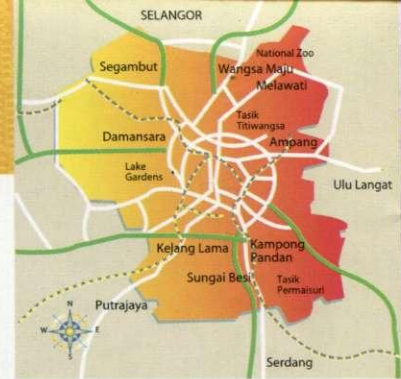 SELANGOR
National Zoo
Segambut
Wangsa Maju
Melawati
Tasik
Titiwangsa
Damansara
Ampang
Lake
Gardens
Ulu Langat
Kejang Lama
Kampong
Pandan
Sungai Besi
Tasik
Permaisuri
Putrajaya
N
W
E
S
Serdang